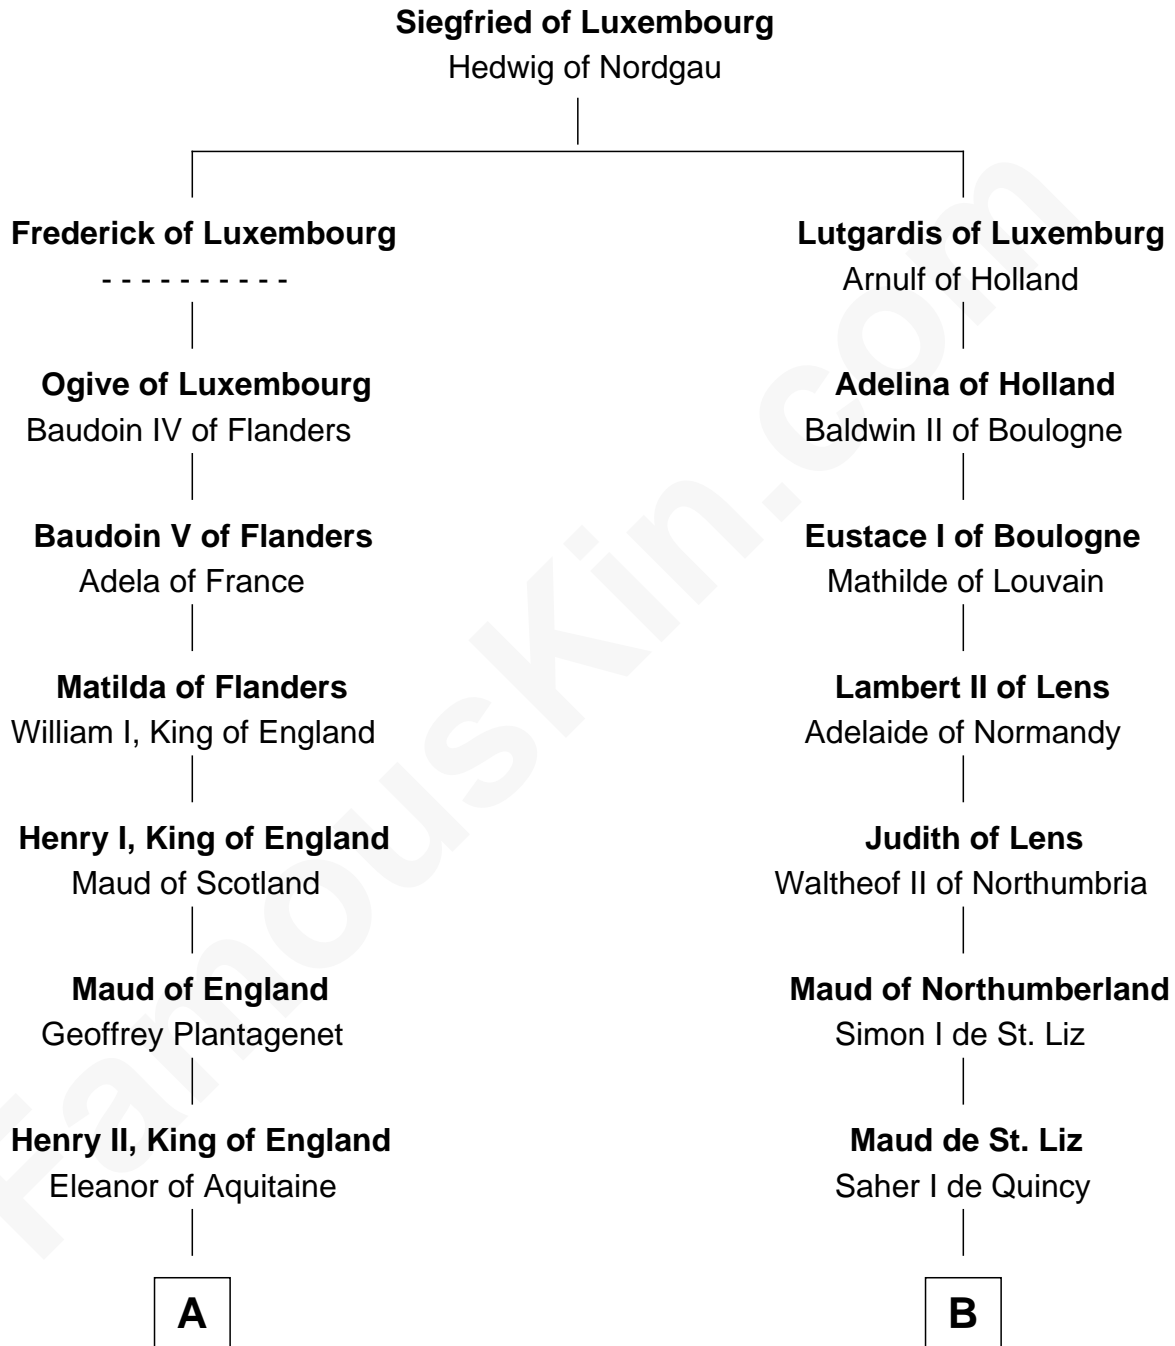 Siegfried of Luxembourg
Hedwig of Nordgau
Frederick of Luxembourg
- - - - - - - - - -
Ogive of Luxembourg
Baudoin IV of Flanders
Baudoin V of Flanders
Adela of France
Matilda of Flanders
William I, King of England
Henry I, King of England
Maud of Scotland
Maud of England
Geoffrey Plantagenet
Henry II, King of England
Eleanor of Aquitaine
A
Lutgardis of Luxemburg
Arnulf of Holland
Adelina of Holland
Baldwin II of Boulogne
Eustace I of Boulogne
Mathilde of Louvain
Lambert II of Lens
Adelaide of Normandy
Judith of Lens
Waltheof II of Northumbria
Maud of Northumberland
Simon I de St. Liz
Maud de St. Liz
Saher I de Quincy
B
FamousKin.com